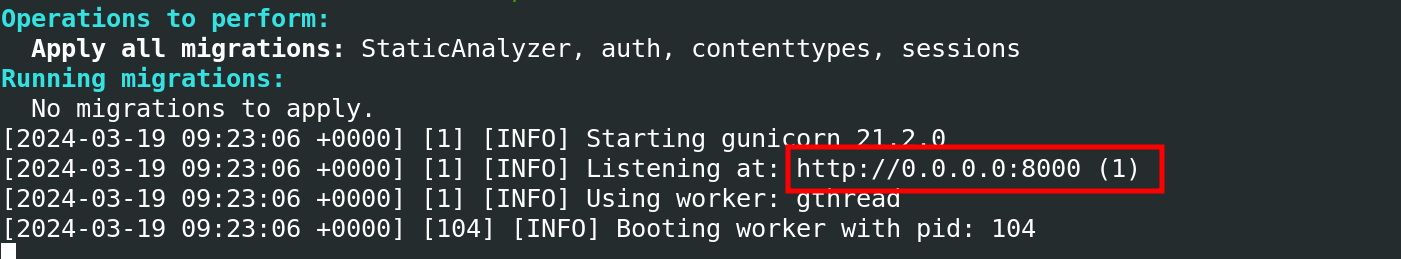 Operations to perform:
  Apply all migrations: StaticAnalyzer, auth, contenttypes, sessions
Running migrations:
  No migrations to apply.
[2024-03-19 09:23:06 +0000] [1] [INFO] Starting gunicorn 21.2.0
[2024-03-19 09:23:06 +0000] [1] [INFO] Listening at: http://0.0.0.0:8000 (1)
[2024-03-19 09:23:06 +0000] [1] [INFO] Using worker: gthread
[2024-03-19 09:23:06 +0000] [104] [INFO] Booting worker with pid: 104